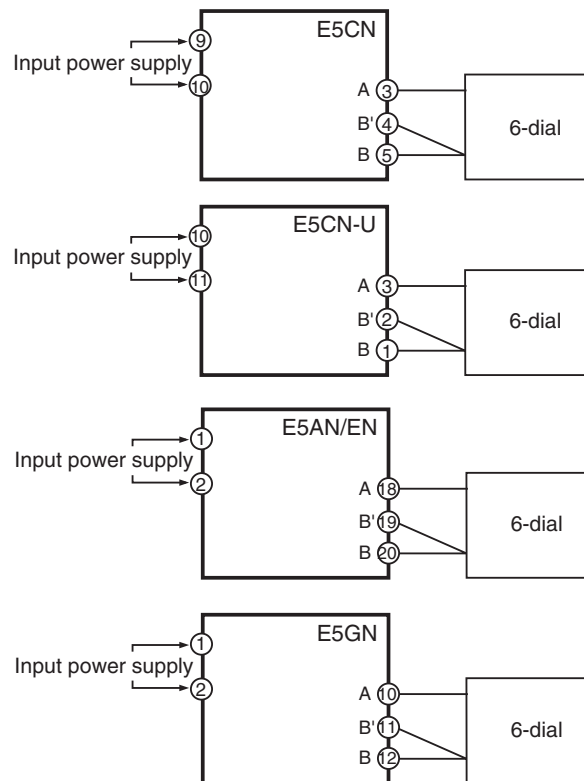 E5CN
9
Input power supply
10
A 3
B' 4
B 5
6-dial
E5CN-U
10
Input power supply
11
A 3
B' 2
B 1
6-dial
E5AN/EN
1
Input power supply
2
A 18
B' 19
B 20
6-dial
E5GN
1
Input power supply
2
A 10
B' 11
B 12
6-dial